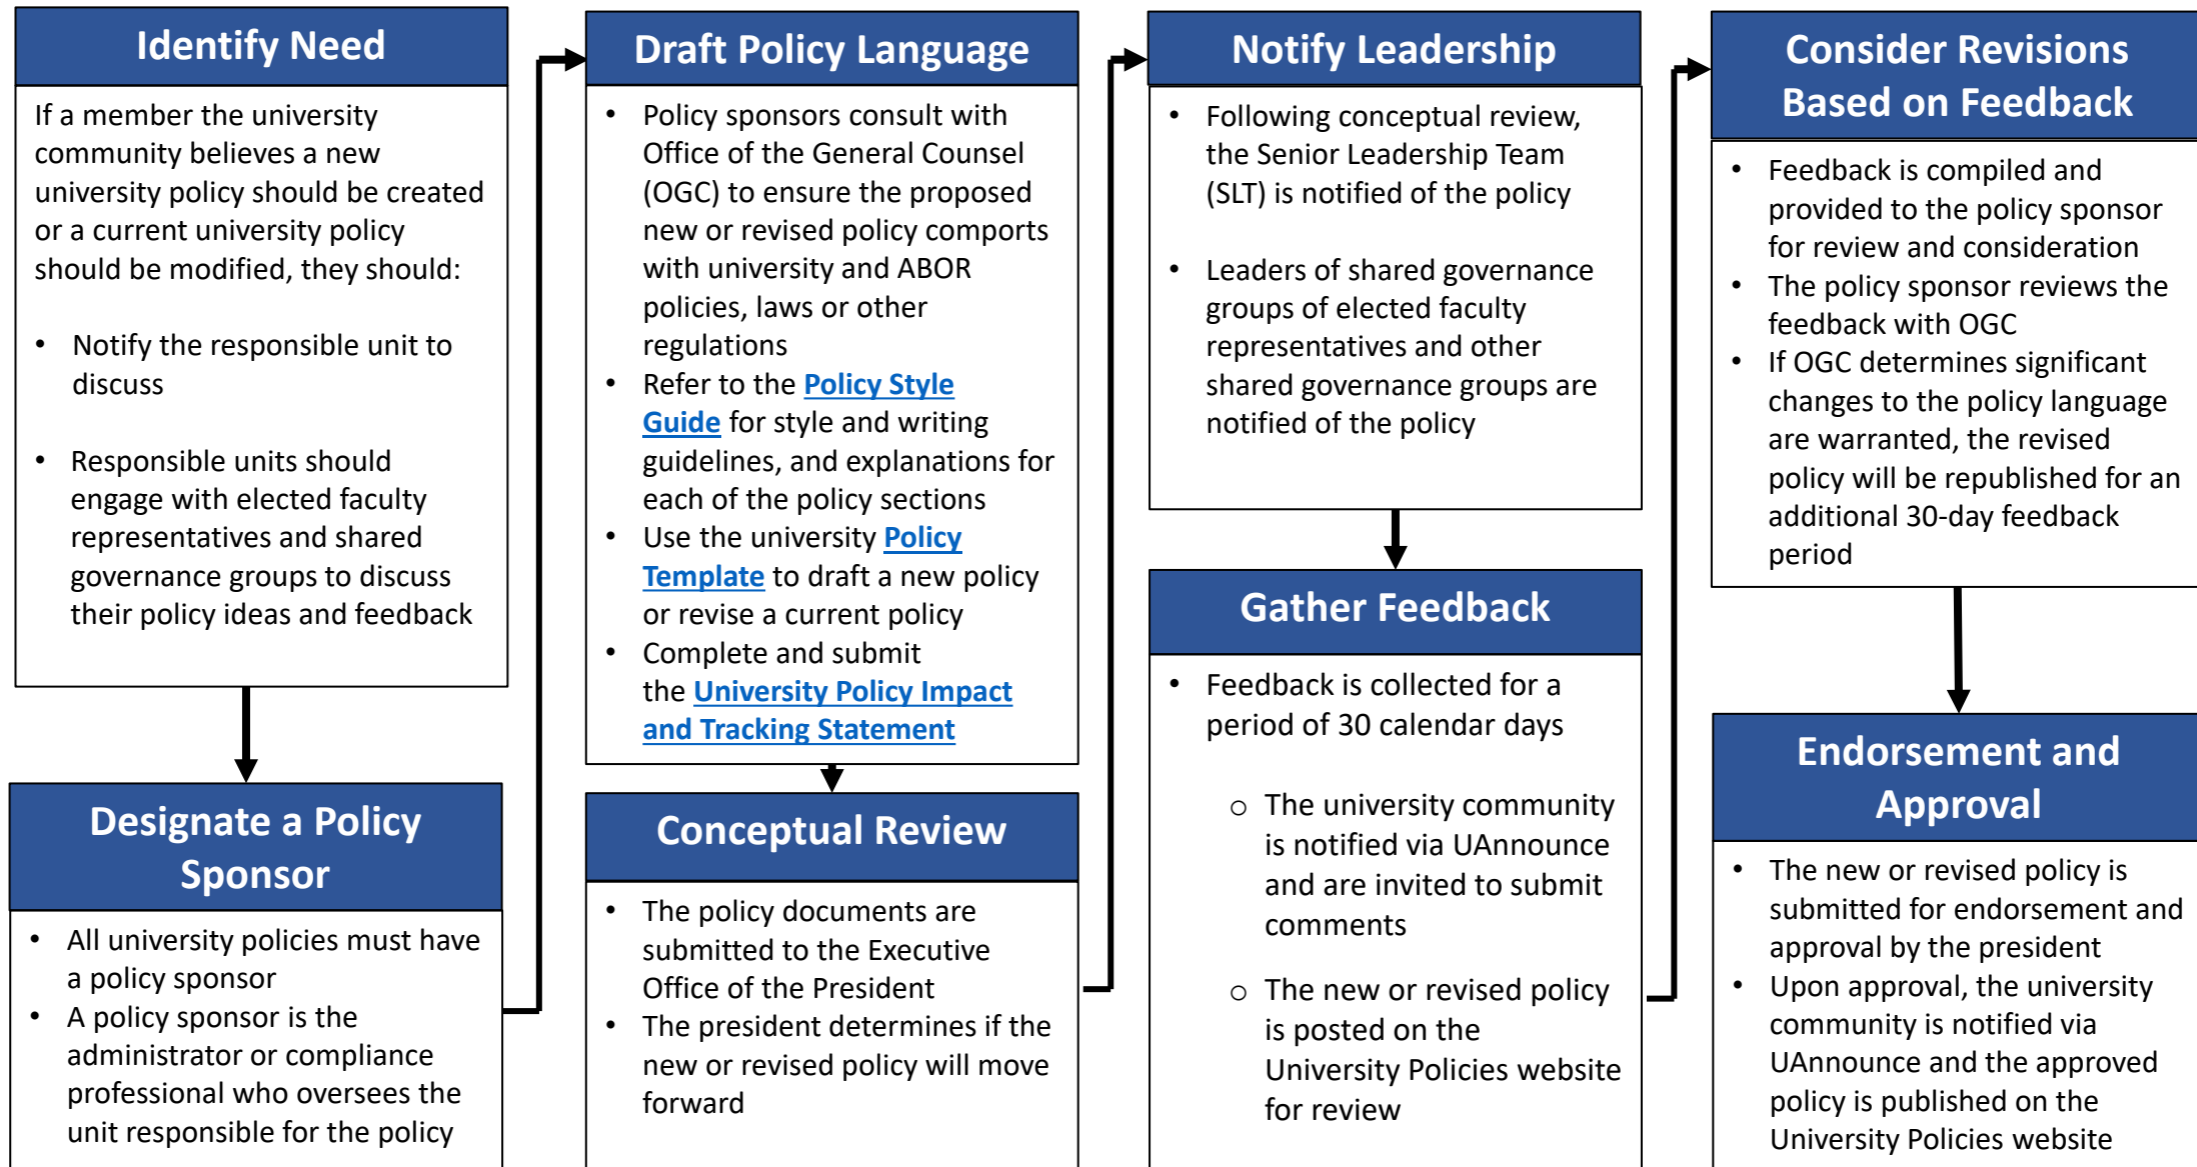 Identify Need
If a member the university
community believes a new
university policy should be created
or a current university policy
should be modified, they should:
• Notify the responsible unit to
discuss
• Responsible units should
engage with elected faculty
representatives and shared
governance groups to discuss
their policy ideas and feedback
Designate a Policy
Sponsor
• All university policies must have
a policy sponsor
• A policy sponsor is the
administrator or compliance
professional who oversees the
unit responsible for the policy
Draft Policy Language
• Policy sponsors consult with
Office of the General Counsel
(OGC) to ensure the proposed
new or revised policy comports
with university and ABOR
policies, laws or other
regulations
• Refer to the Policy Style
Guide for style and writing
guidelines, and explanations for
each of the policy sections
• Use the university Policy
Template to draft a new policy
or revise a current policy
• Complete and submit
the University Policy Impact
and Tracking Statement
Conceptual Review
• The policy documents are
submitted to the Executive
Office of the President
• The president determines if the
new or revised policy will move
forward
Notify Leadership
• Following conceptual review,
the Senior Leadership Team
(SLT) is notified of the policy
• Leaders of shared governance
groups of elected faculty
representatives and other
shared governance groups are
notified of the policy
Gather Feedback
• Feedback is collected for a
period of 30 calendar days
o The university community
is notified via UAnnounce
and are invited to submit
comments
o The new or revised policy
is posted on the
University Policies website
for review
Consider Revisions
Based on Feedback
• Feedback is compiled and
provided to the policy sponsor
for review and consideration
• The policy sponsor reviews the
feedback with OGC
• If OGC determines significant
changes to the policy language
are warranted, the revised
policy will be republished for an
additional 30-day feedback
period
Endorsement and
Approval
• The new or revised policy is
submitted for endorsement and
approval by the president
• Upon approval, the university
community is notified via
UAnnounce and the approved
policy is published on the
University Policies website